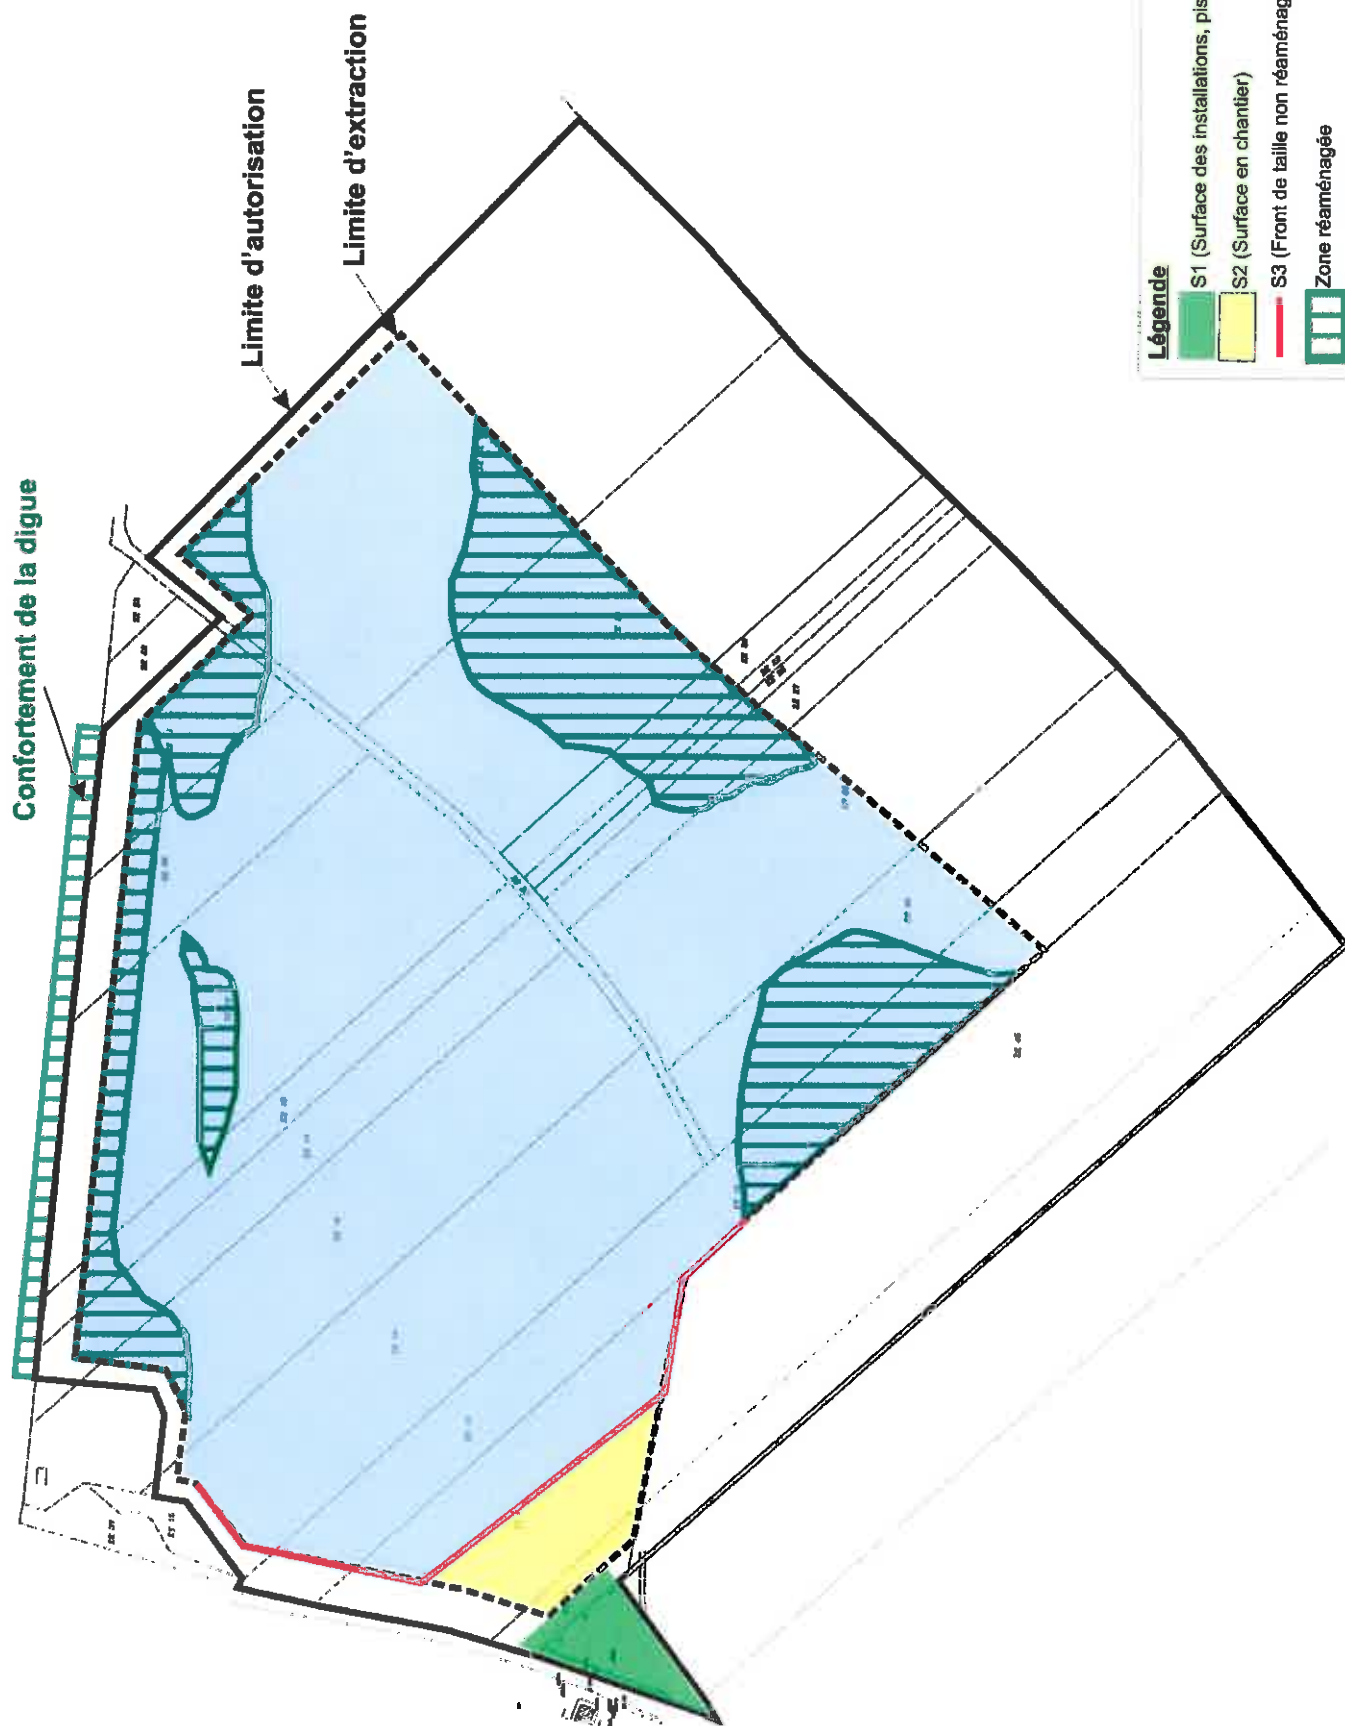 Confortement de la digue
Limite d'autorisation
Limite d'extraction
Légende
S1 (Surface des installations, pis
S2 (Surface en chantier)
S3 (Front de taille non réaménag
Zone réaménagée